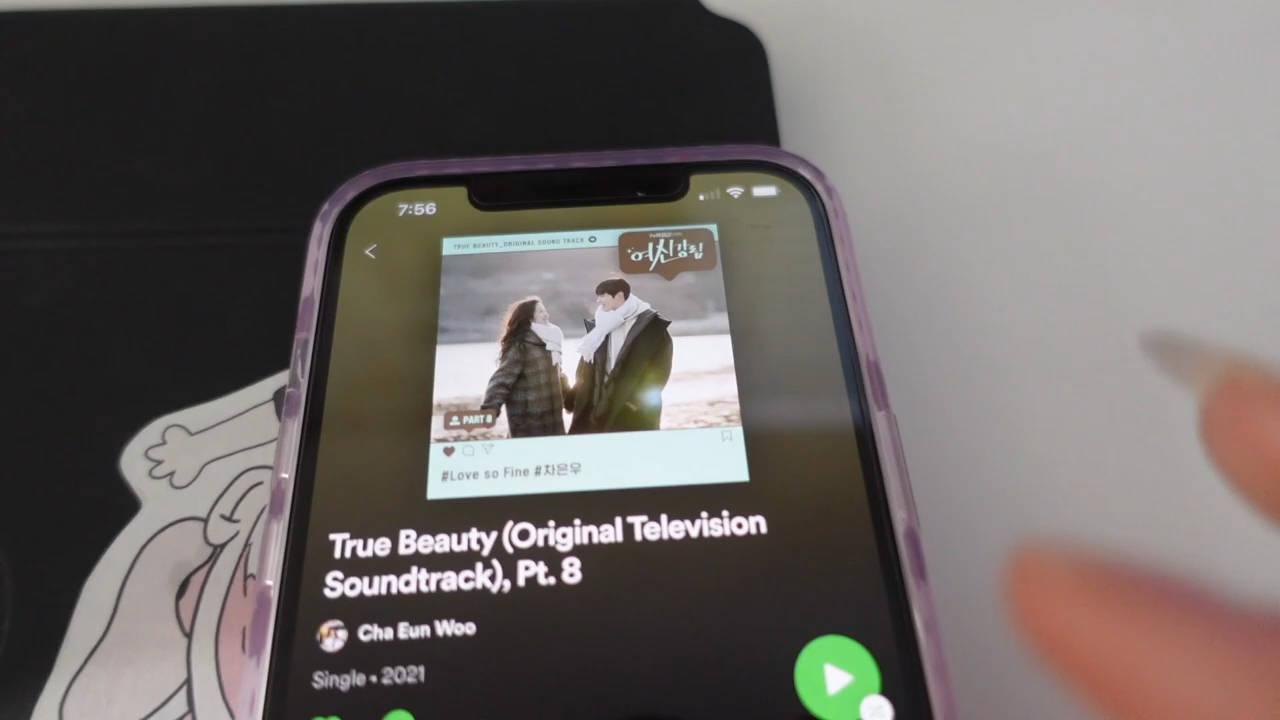 7:56
TRUE BEAUTY_ORIGINAL SOUND TRACK
여신강림
PART 8
#Love so Fine #차은우
True Beauty (Original Television
Soundtrack), Pt. 8
Cha Eun Woo
Single • 2021